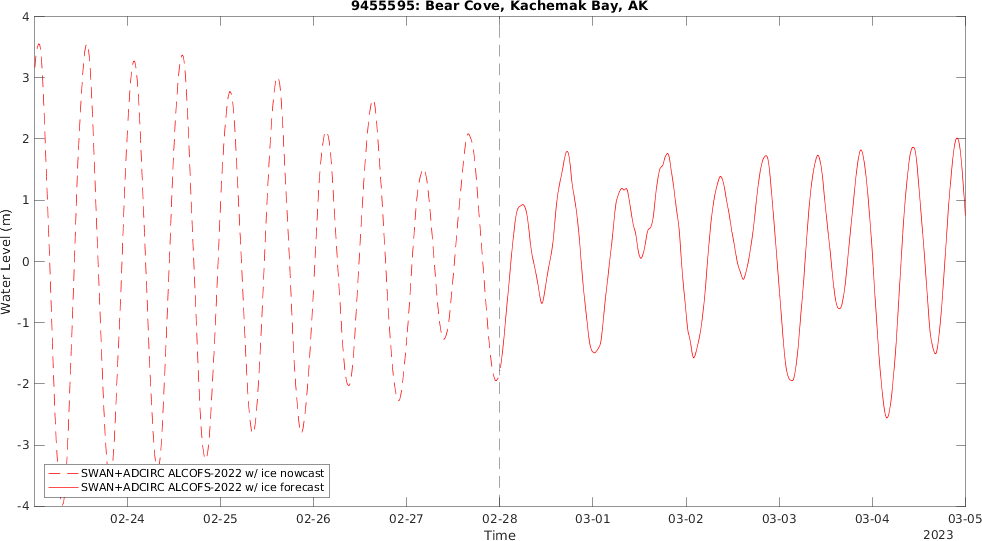 9455595: Bear Cove, Kachemak Bay, AK
4
3
2
1
0
-1
-2
-3
-4
Water Level (m)
SWAN+ADCIRC ALCOFS-2022 w/ ice nowcast
SWAN+ADCIRC ALCOFS-2022 w/ ice forecast
02-24 02-25 02-26 02-27 02-28 03-01 03-02 03-03 03-04 03-05
Time 2023